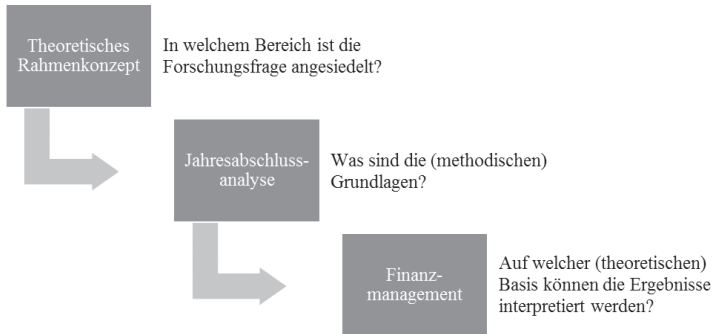 Theoretisches
Rahmenkonzept
In welchem Bereich ist die
Forschungsfrage angesiedelt?
Jahresabschluss-
analyse
Was sind die (methodischen)
Grundlagen?
Finanz-
management
Auf welcher (theoretischen)
Basis können die Ergebnisse
interpretiert werden?